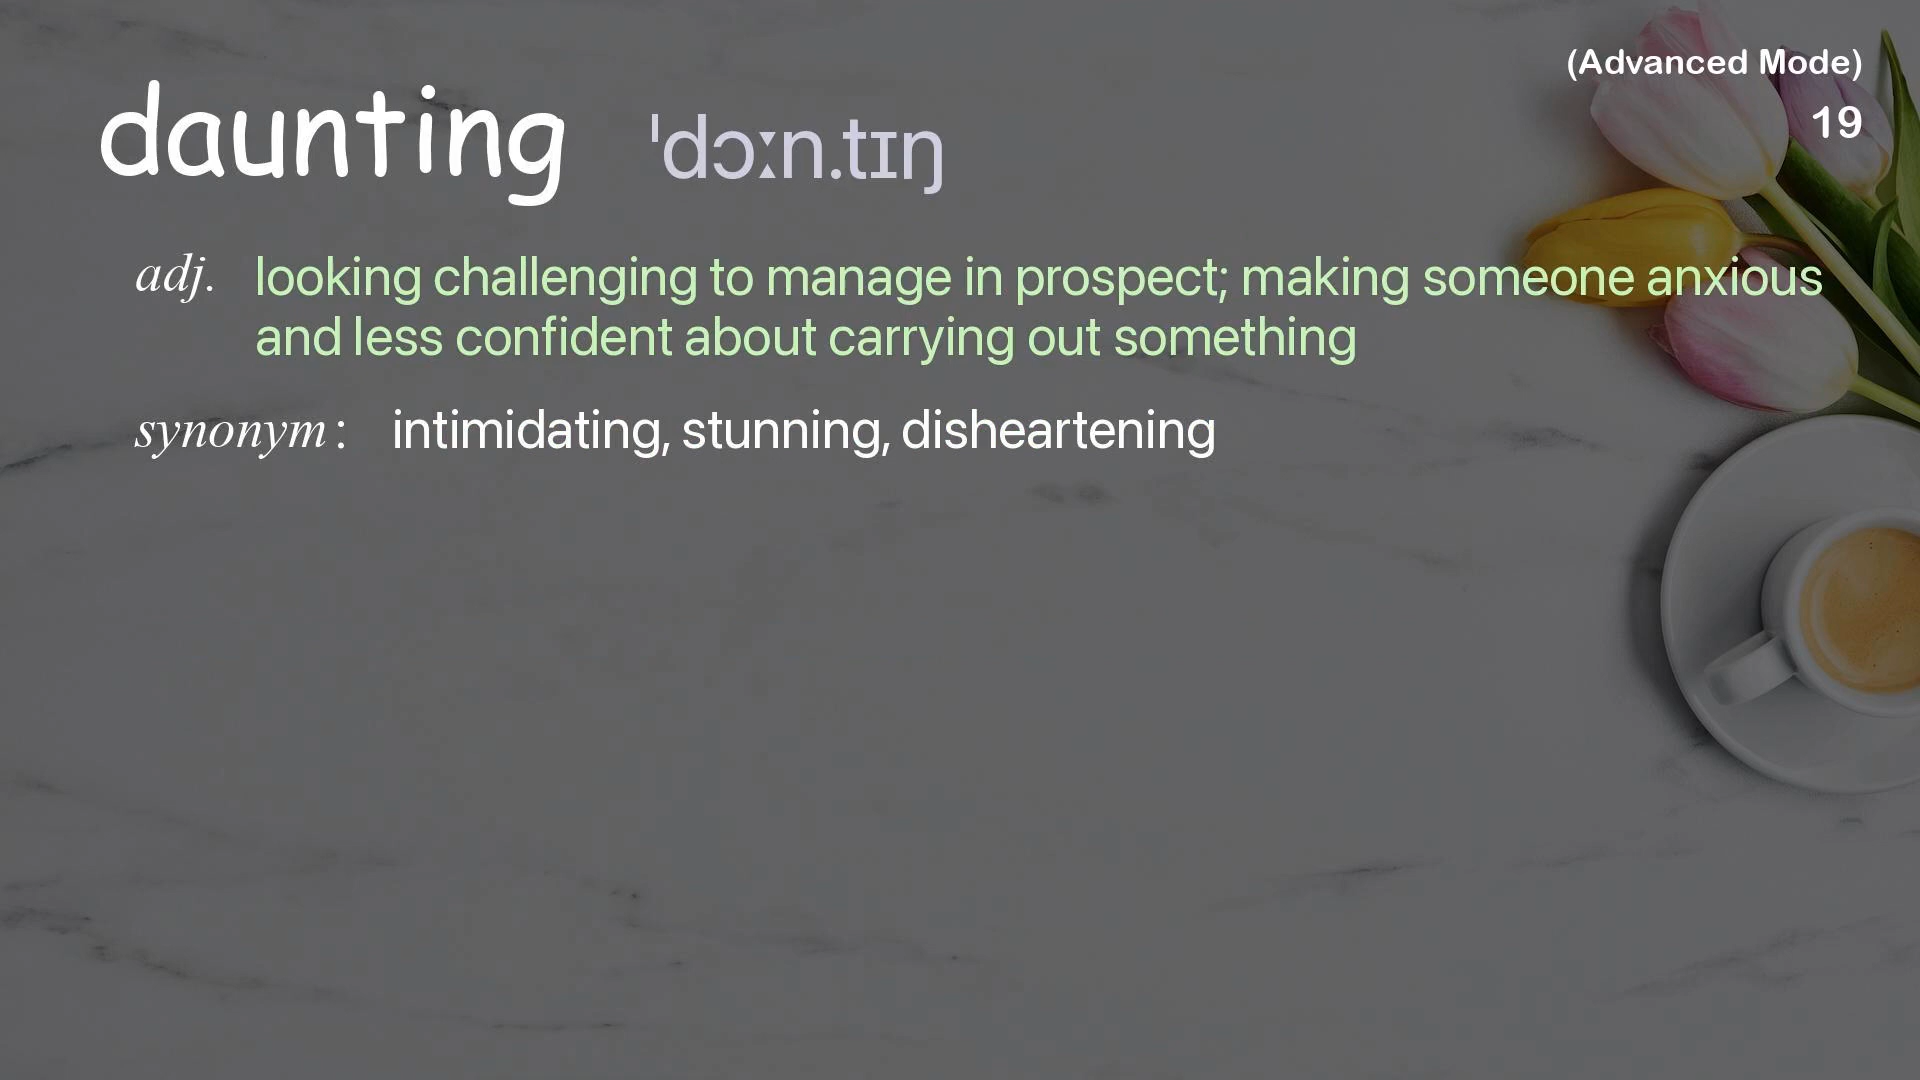 (Advanced Mode)
19
daunting ˈdɔːn.tɪŋ
adj. looking challenging to manage in prospect; making someone anxious
and less confident about carrying out something
synonym: intimidating, stunning, disheartening